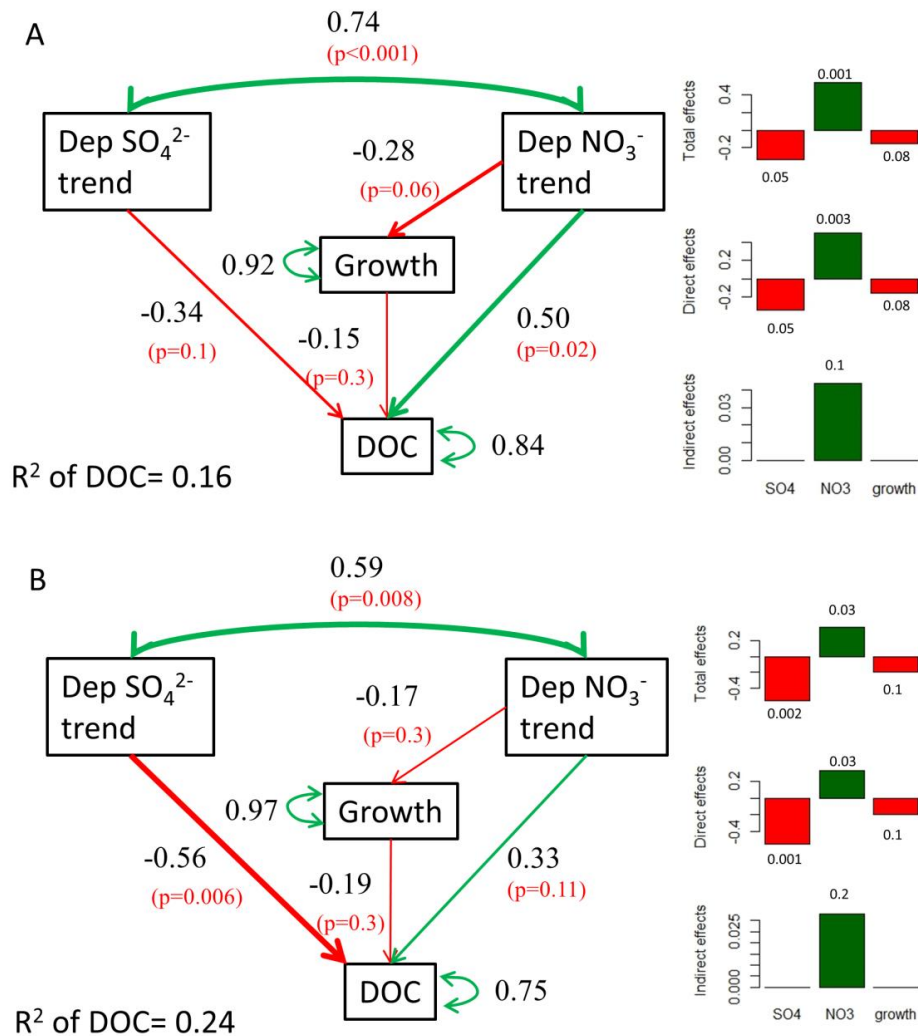 A
0.74
(p<0.001)
Dep SO₄²⁻
trend
Dep NO₃⁻
trend
-0.28
(p=0.06)
0.92
Growth
-0.34
(p=0.1)
-0.15
(p=0.3)
0.50
(p=0.02)
DOC
0.84
R² of DOC= 0.16
Total effects
-0.2
0.4
0.05
0.001
0.08
Direct effects
-0.2
0.2
0.05
0.003
0.08
Indirect effects
0.00
0.03
0.1
SO4
NO3
growth
B
0.59
(p=0.008)
Dep SO₄²⁻
trend
Dep NO₃⁻
trend
-0.17
(p=0.3)
0.97
Growth
-0.56
(p=0.006)
-0.19
(p=0.3)
0.33
(p=0.11)
DOC
0.75
R² of DOC= 0.24
Total effects
-0.4
0.2
0.002
0.03
0.1
Direct effects
-0.4
0.2
0.001
0.03
0.1
Indirect effects
0.000
0.025
0.2
SO4
NO3
growth